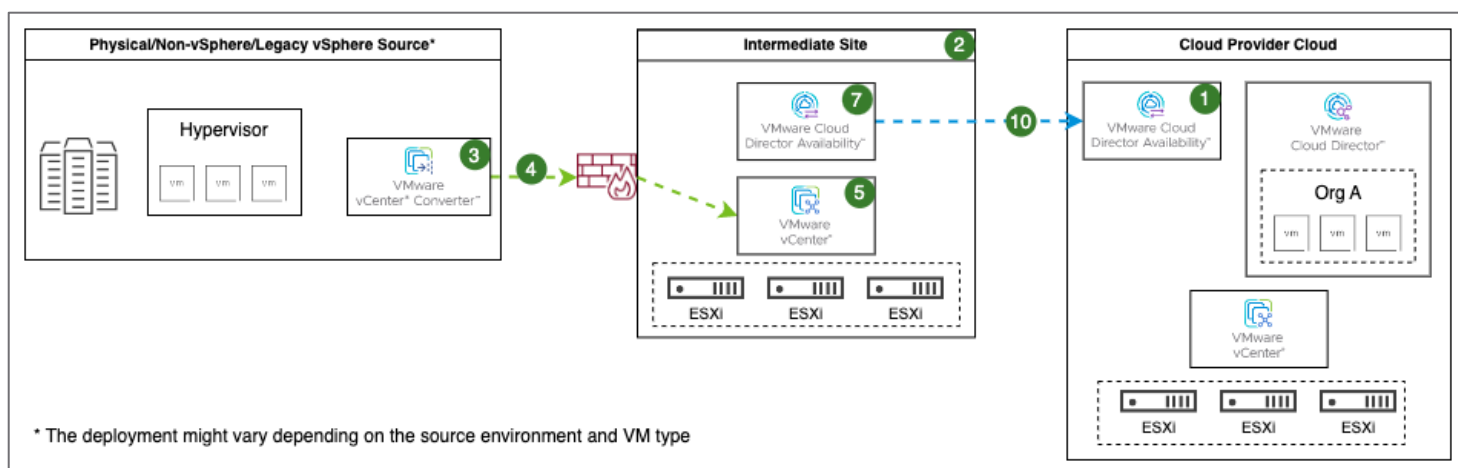 Physical/Non-vSphere/Legacy vSphere Source*
Hypervisor
vm
vm
vm
3
VMware
vCenter® Converter™
4
Intermediate Site
2
7
VMware Cloud
Director Availability™
5
VMware
vCenter®
ESXi
ESXi
ESXi
10
Cloud Provider Cloud
1
VMware Cloud
Director Availability™
VMware
Cloud Director™
Org A
vm
vm
vm
VMware
vCenter®
ESXi
ESXi
ESXi
* The deployment might vary depending on the source environment and VM type